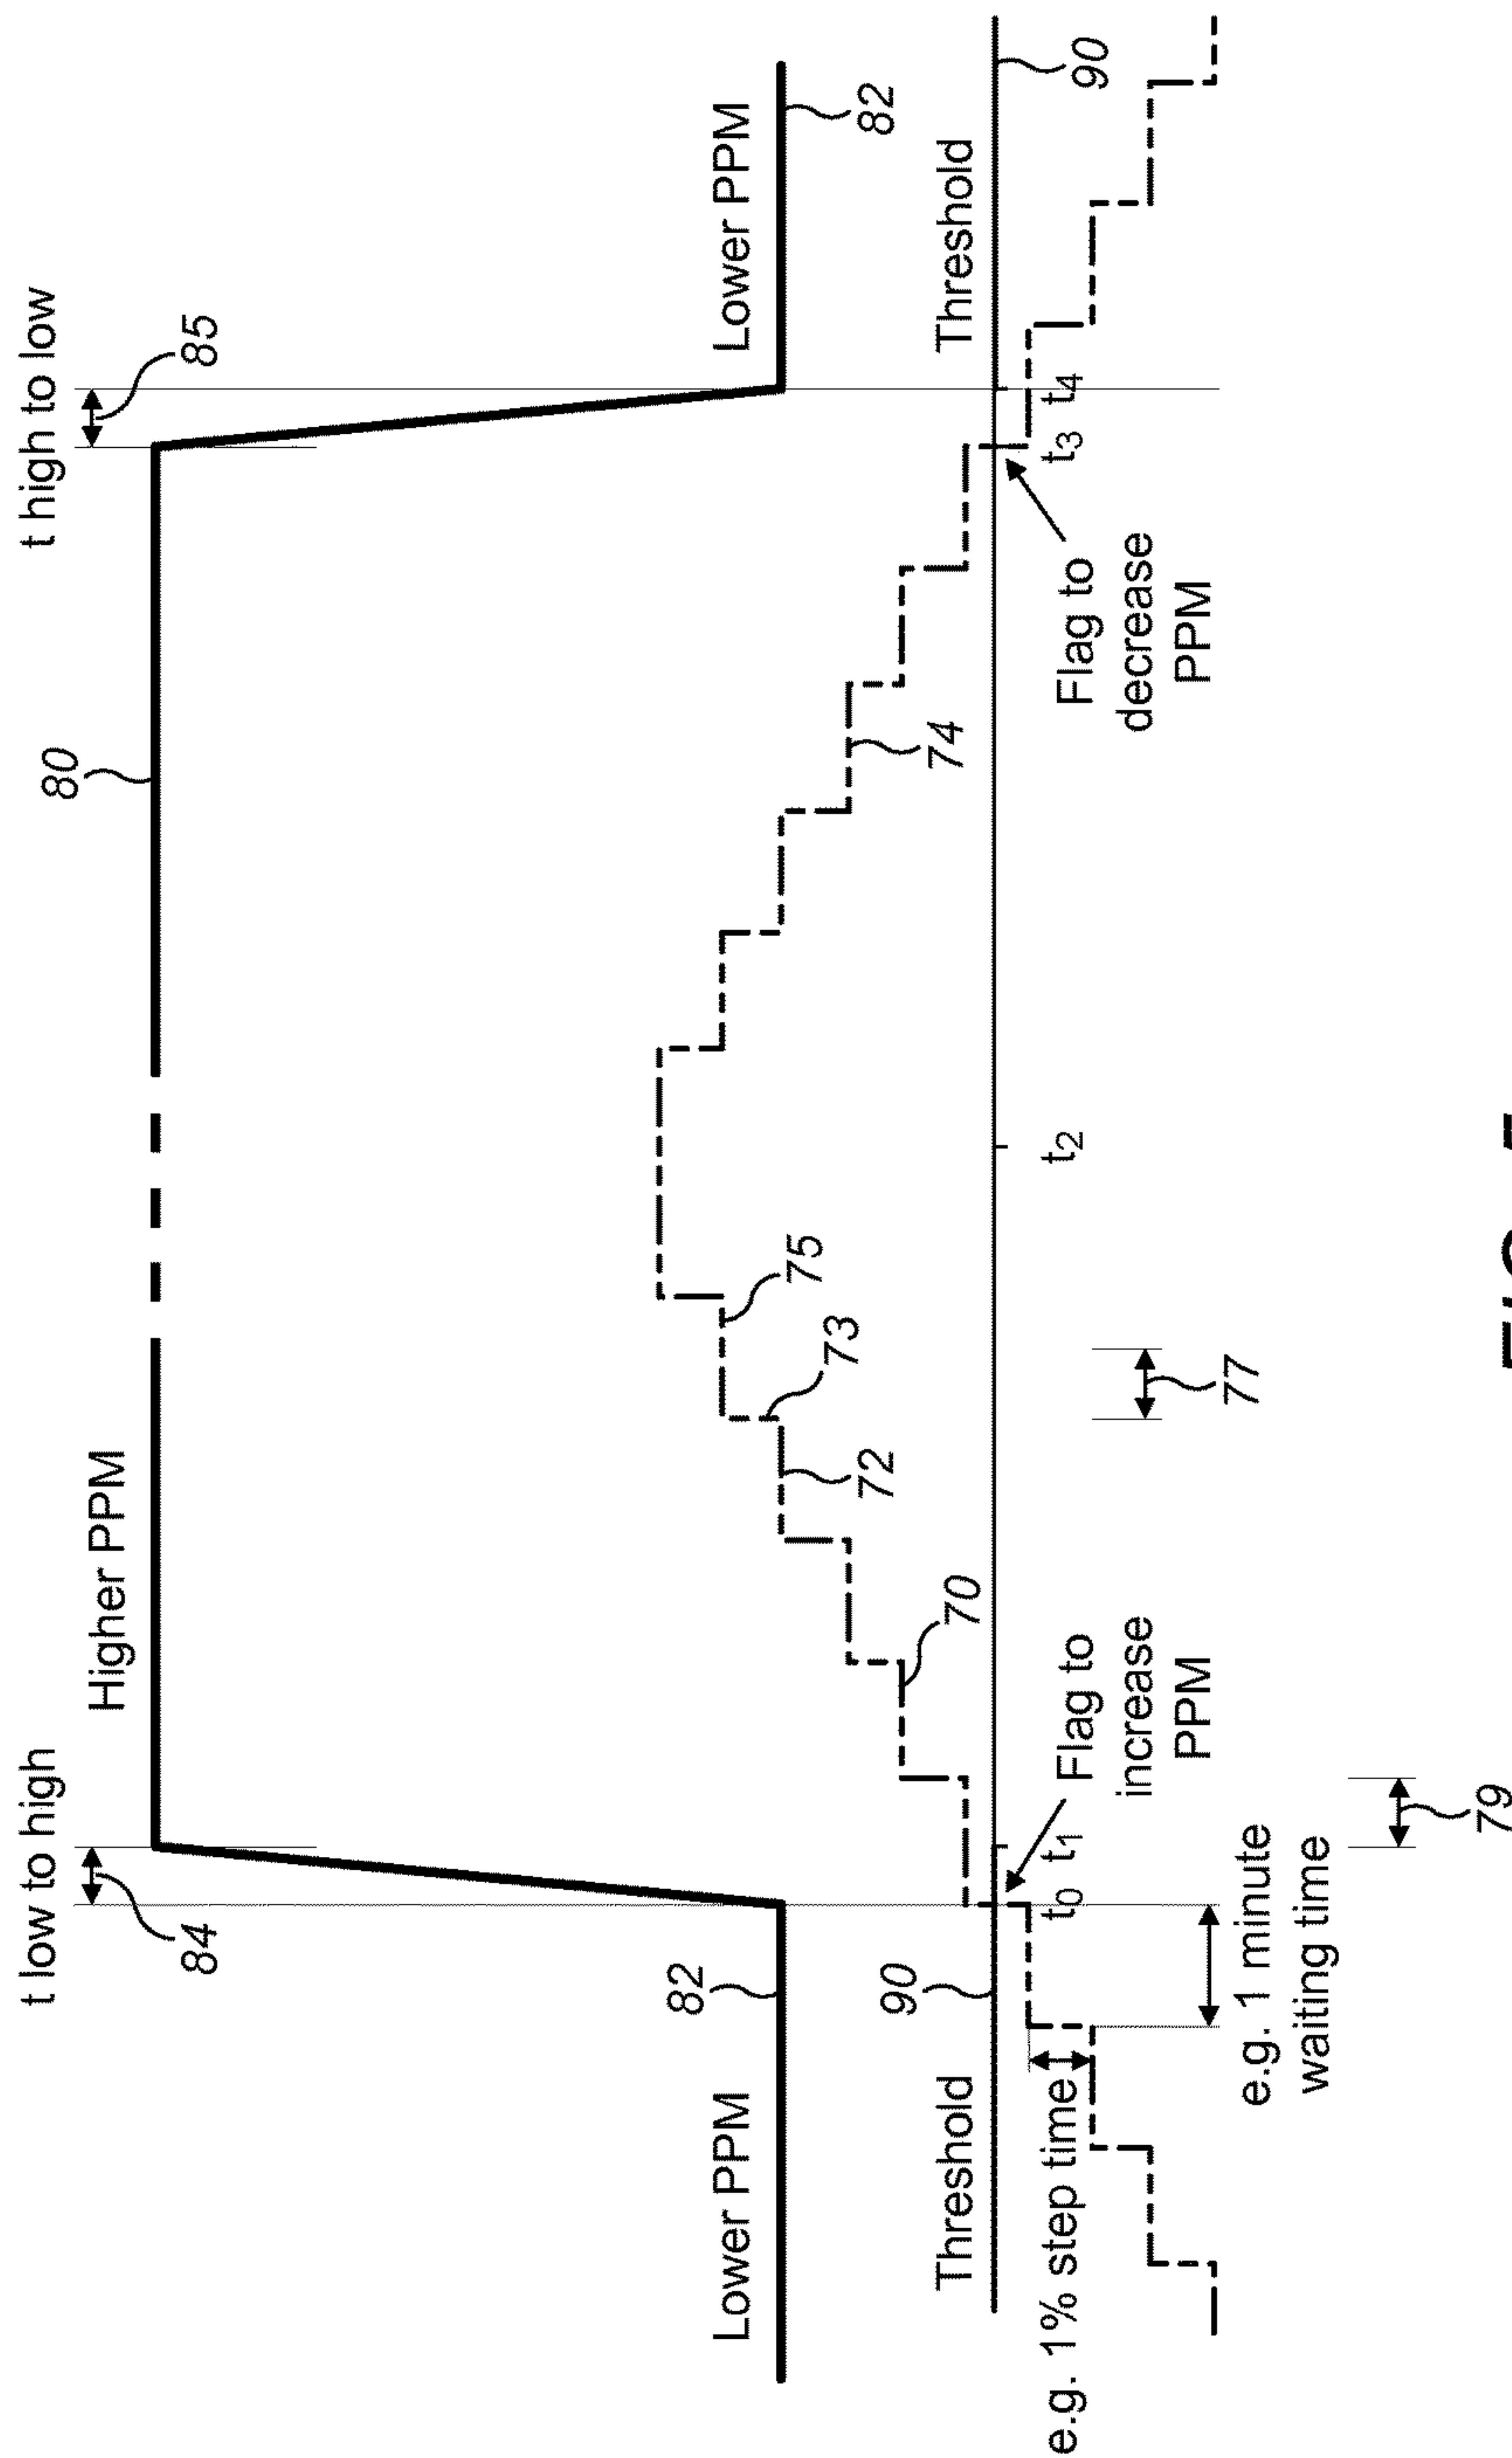 t low to high
t high to low
84
85
Higher PPM
80
Lower PPM
82
Lower PPM
82
75
73
72
74
70
Threshold
90
Threshold
90
e.g. 1% step time
t0
t1
t2
t3
t4
Flag to
increase
PPM
Flag to
decrease
PPM
e.g. 1 minute
waiting time
77
79